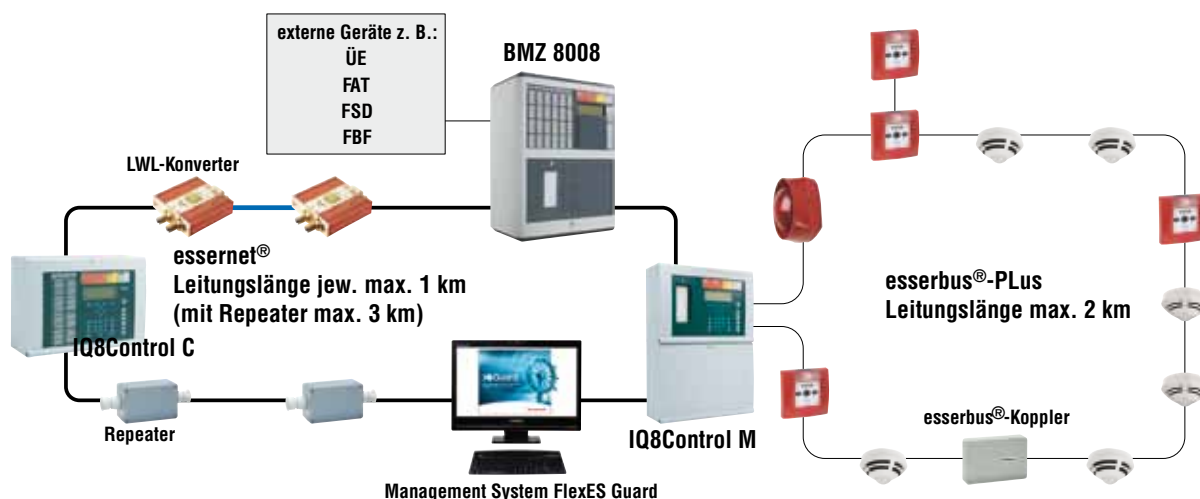 externe Geräte z. B.:
ÜE
FAT
FSD
FBF
BMZ 8008
LWL-Konverter
essernet®
Leitungslänge jew. max. 1 km
(mit Repeater max. 3 km)
IQ8Control C
Repeater
Management System FlexES Guard
IQ8Control M
esserbus®-PLus
Leitungslänge max. 2 km
esserbus®-Koppler